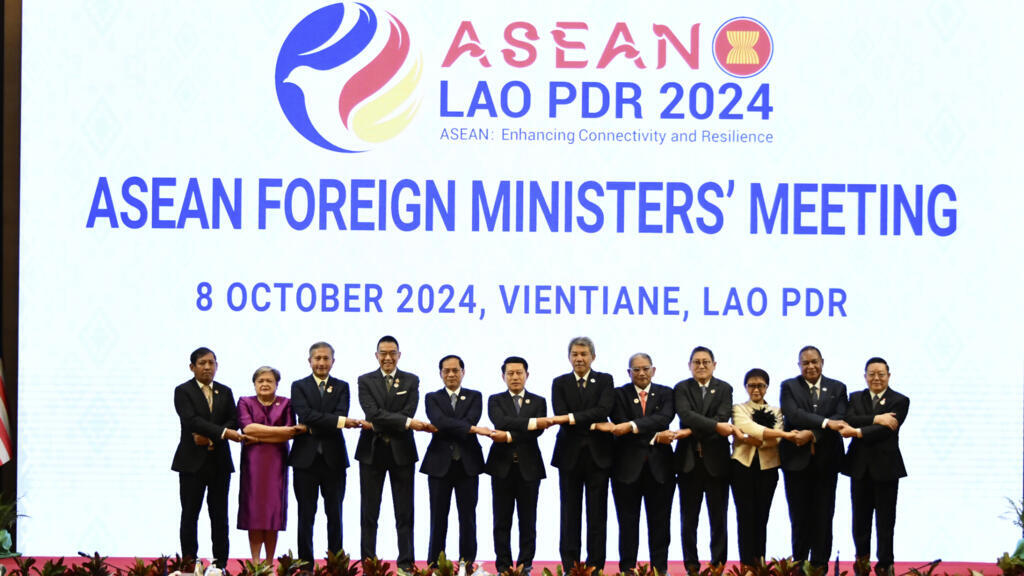 ASEAN
LAO PDR 2024
ASEAN: Enhancing Connectivity and Resilience
ASEAN FOREIGN MINISTERS' MEETING
8 OCTOBER 2024, VIENTIANE, LAO PDR